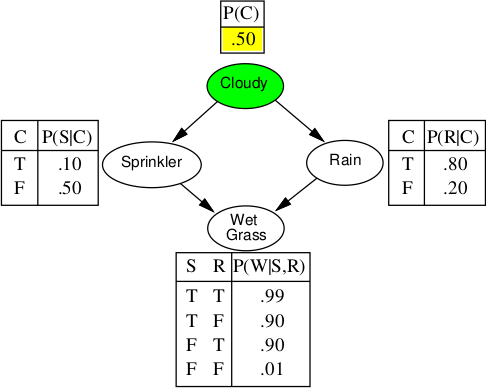 P(C)
.50
Cloudy
C P(S|C)
T .10
F .50
Sprinkler
Rain
C P(R|C)
T .80
F .20
Wet
Grass
S R P(W|S,R)
T T .99
T F .90
F T .90
F F .01